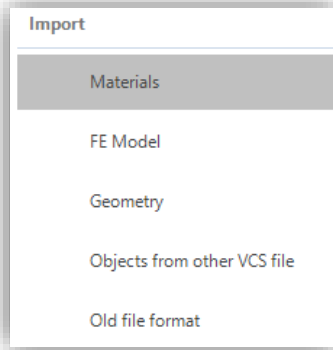 Import
Materials
FE Model
Geometry
Objects from other VCS file
Old file format